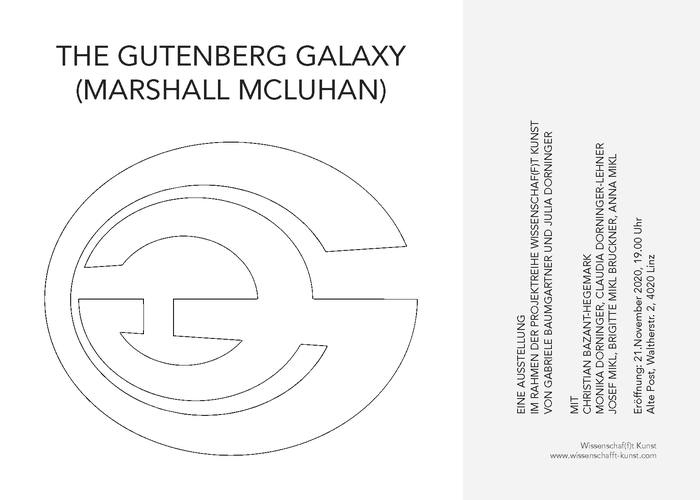 THE GUTENBERG GALAXY
(MARSHALL MCLUHAN)
EINE AUSSTELLUNG
IM RAHMEN DER PROJEKTREIHE WISSENSCHAF(F)T KUNST
VON GABRIELE BAUMGARTNER UND JULIA DORNINGER
MIT
CHRISTIAN BAZANT-HEGEMARK
MONIKA DORNINGER, CLAUDIA DORNINGER-LEHNER
JOSEF MIKL, BRIGITTE MIKL BRUCKNER, ANNA MIKL
Eröffnung: 21.November 2020, 19.00 Uhr
Alte Post, Waltherstr. 2, 4020 Linz
Wissenschaf(f)t Kunst
www.wissenschafft-kunst.com